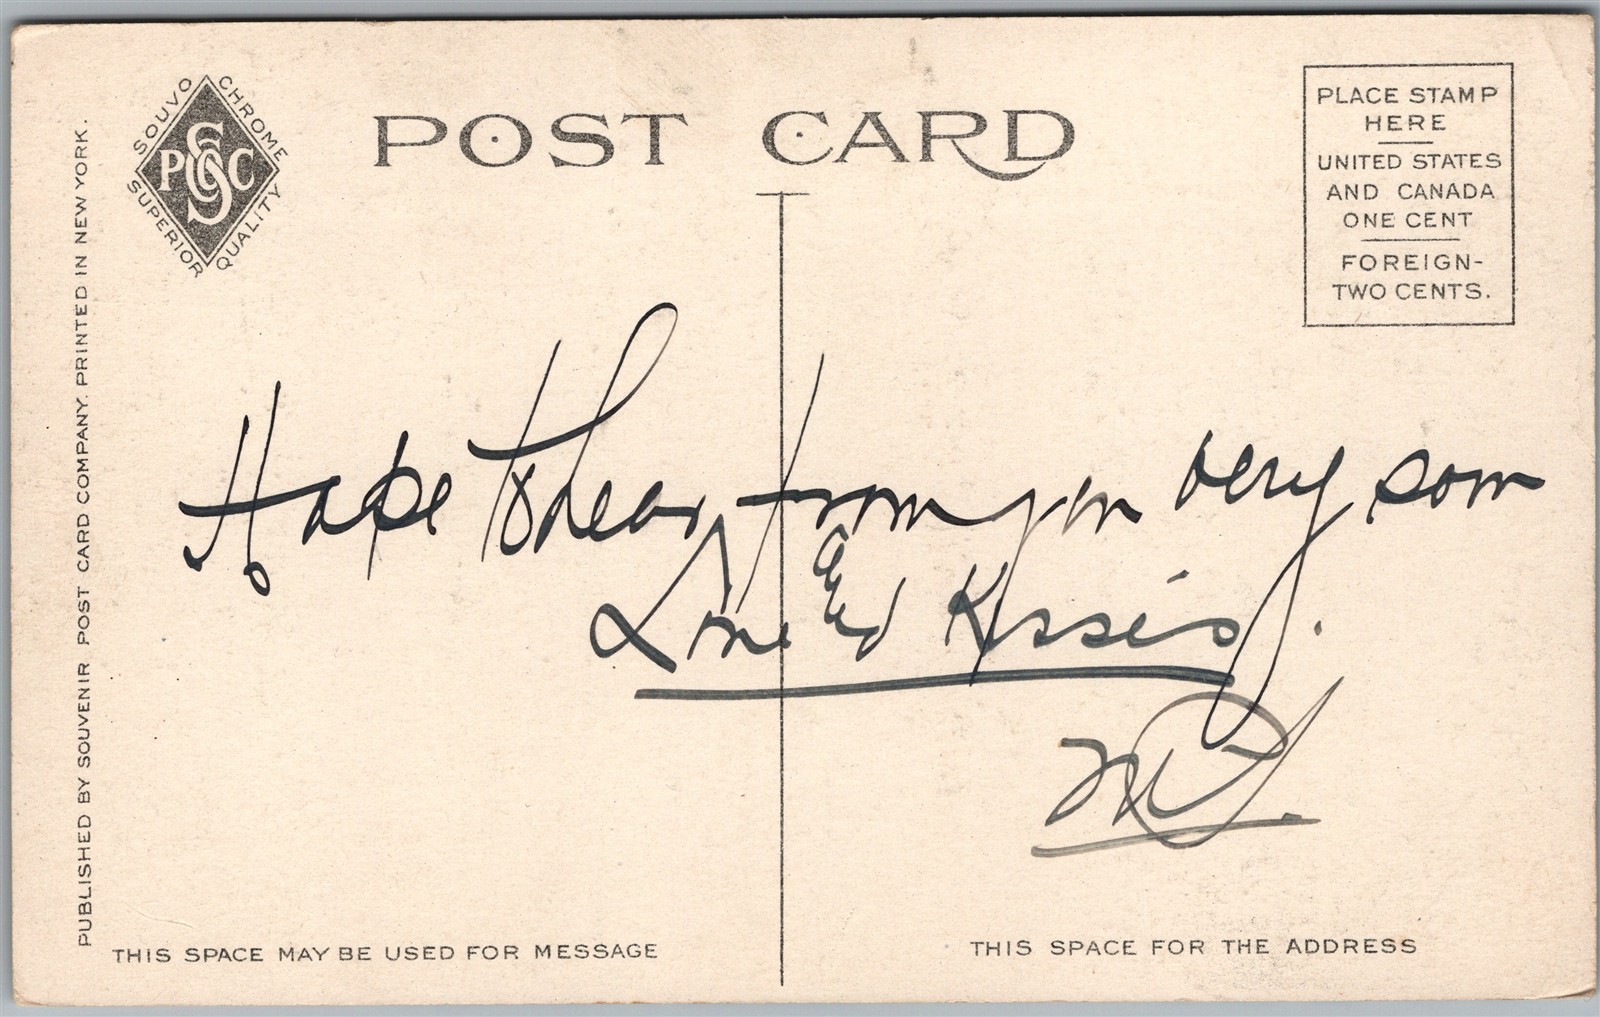 SOUVO CHROME
PSC Co
SUPERIOR QUALITY
POST CARD
PLACE STAMP
HERE
UNITED STATES
AND CANADA
ONE CENT
FOREIGN-
TWO CENTS.
PUBLISHED BY SOUVENIR POST CARD COMPANY. PRINTED IN NEW YORK.
Hope to hear from you very soon
Love and Kisses.
THIS SPACE MAY BE USED FOR MESSAGE
THIS SPACE FOR THE ADDRESS